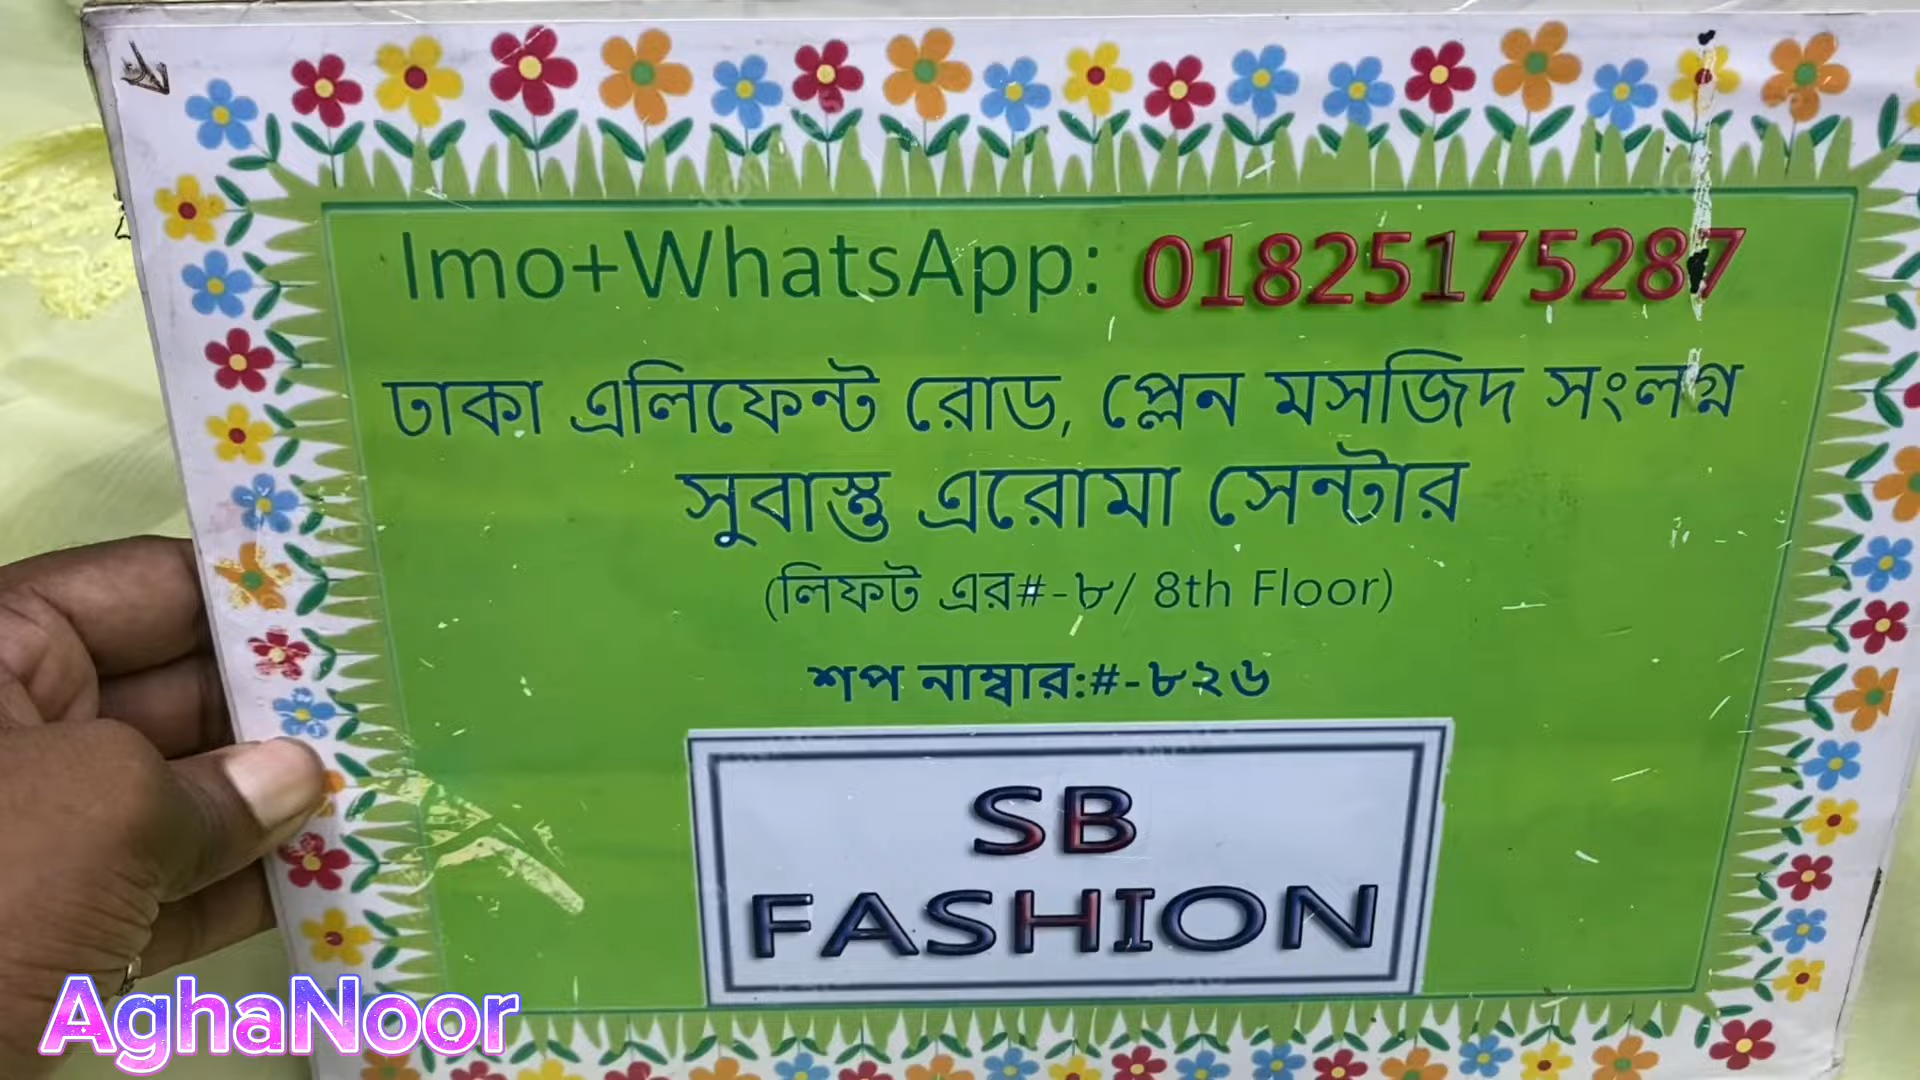 Imo+WhatsApp: 01825175287
ঢাকা এলিফেন্ট রোড, প্লেন মসজিদ সংলগ্ন
সুবাস্তু এরোমা সেন্টার
(লিফট এর#-৮/ 8th Floor)
শপ নাম্বার:#-৮২৬
SB
FASHION
AghaNoor